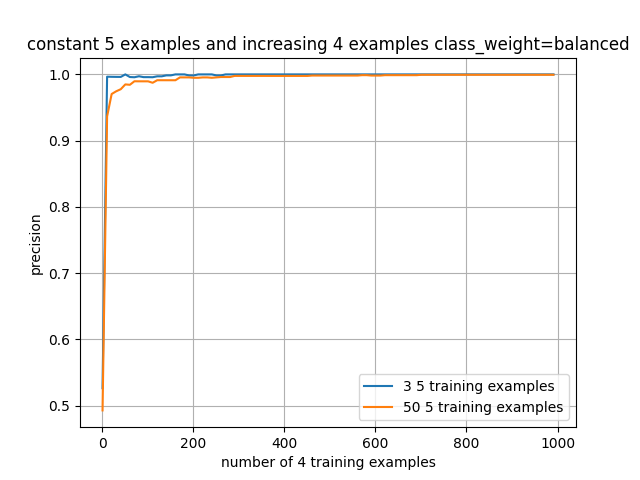 constant 5 examples and increasing 4 examples class_weight=balanced
1.0
0.9
0.8
0.7
0.6
0.5
precision
3 5 training examples
50 5 training examples
0 200 400 600 800 1000
number of 4 training examples